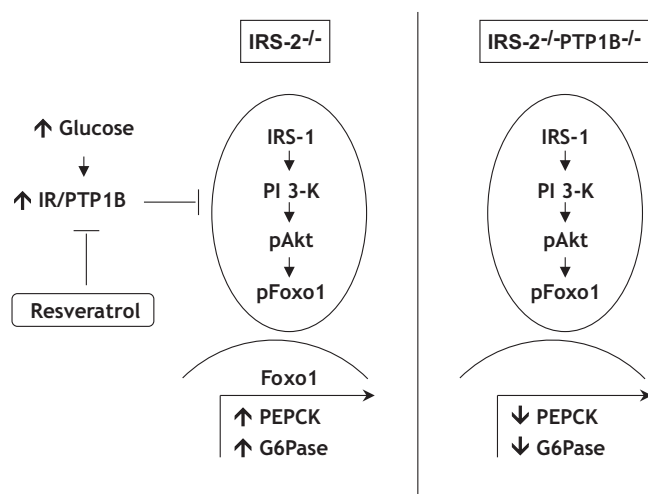 IRS-2-/-
↑ Glucose
↑ IR/PTP1B
Resveratrol
IRS-1
PI 3-K
pAkt
pFoxo1
Foxo1
↑ PEPCK
↑ G6Pase
IRS-2-/-PTP1B-/-
IRS-1
PI 3-K
pAkt
pFoxo1
↓ PEPCK
↓ G6Pase